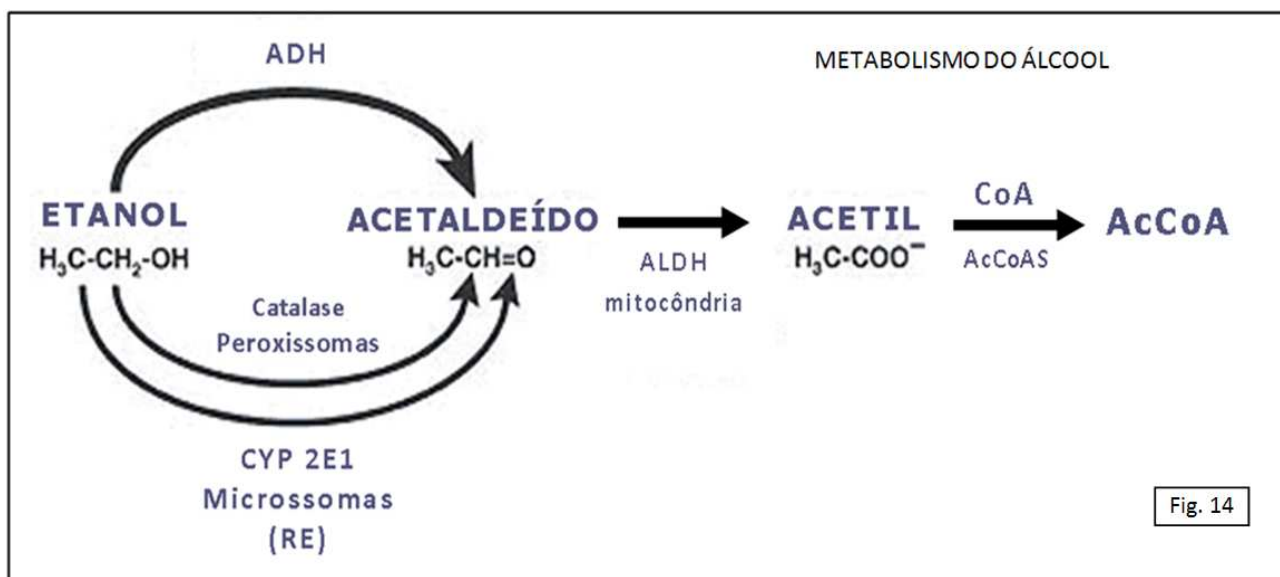 METABOLISMO DO ÁLCOOL
ADH
ETANOL
H₃C-CH₂-OH
ACETALDEÍDO
H₃C-CH=O
ALDH
mitocôndria
ACETIL
H₃C-COO⁻
CoA
AcCoAS
AcCoA
Catalase
Peroxissomas
CYP 2E1
Microssomas
(RE)
Fig. 14